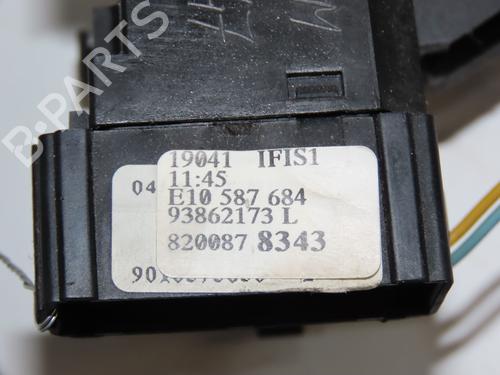 B-PARTS
19041 IFIS1
11:45
04
E10 587 684
93862173 L
820087 8343